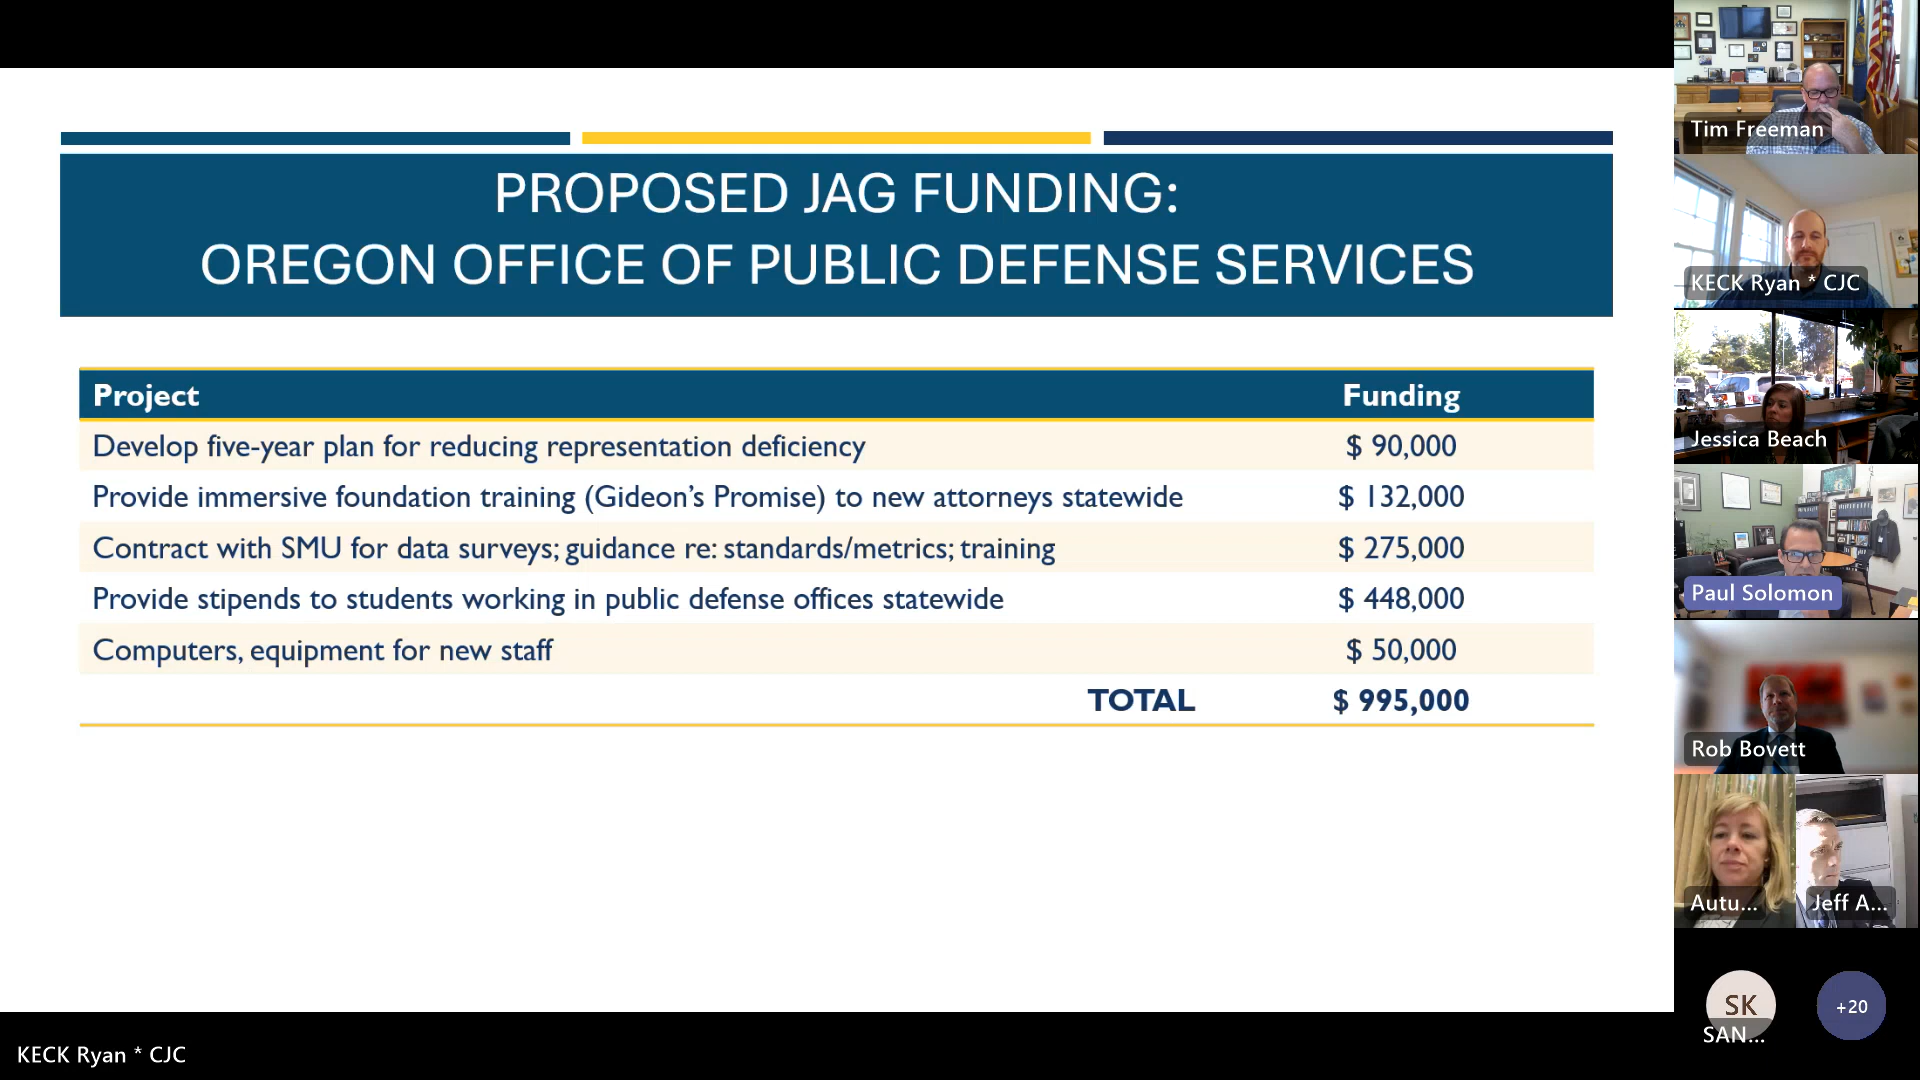 PROPOSED JAG FUNDING:
OREGON OFFICE OF PUBLIC DEFENSE SERVICES
Project Funding
Develop five-year plan for reducing representation deficiency $ 90,000
Provide immersive foundation training (Gideon’s Promise) to new attorneys statewide $ 132,000
Contract with SMU for data surveys; guidance re: standards/metrics; training $ 275,000
Provide stipends to students working in public defense offices statewide $ 448,000
Computers, equipment for new staff $ 50,000
TOTAL $ 995,000
Tim Freeman
KECK Ryan * CJC
Jessica Beach
Paul Solomon
Rob Bovett
Autu...
Jeff A...
SK
SAN...
+20
KECK Ryan * CJC